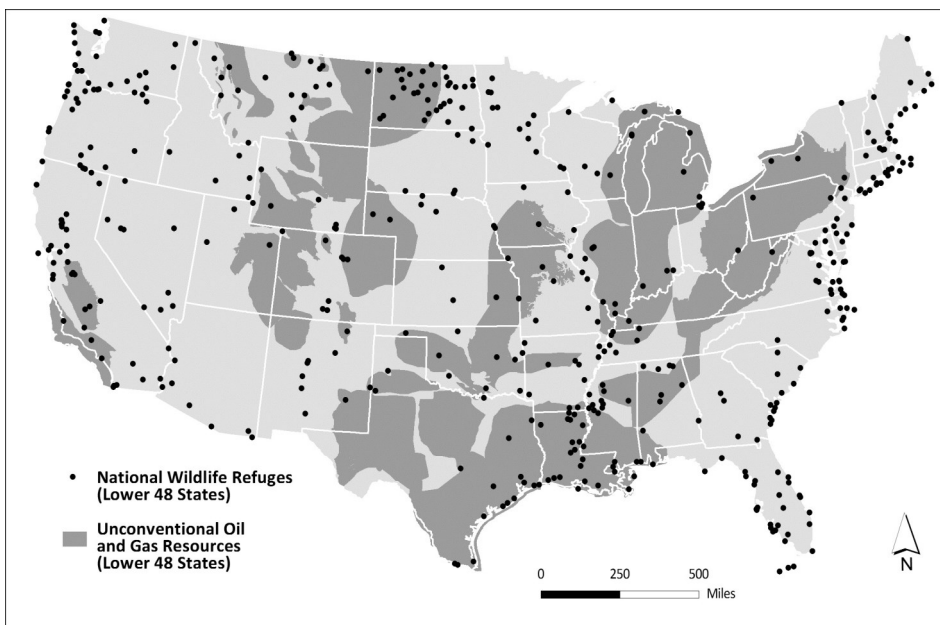 National Wildlife Refuges
(Lower 48 States)
Unconventional Oil
and Gas Resources
(Lower 48 States)
0 250 500
Miles
N